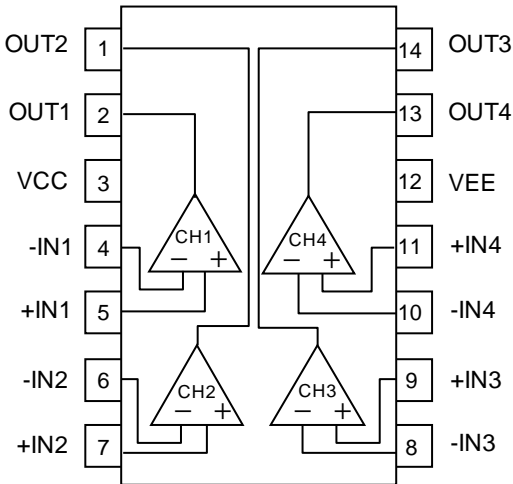 OUT2 1 14 OUT3
OUT1 2 13 OUT4
VCC 3 12 VEE
-IN1 4 CH1 CH4 11 +IN4
− + − +
+IN1 5 10 -IN4
-IN2 6 CH2 CH3 9 +IN3
− + − +
+IN2 7 8 -IN3